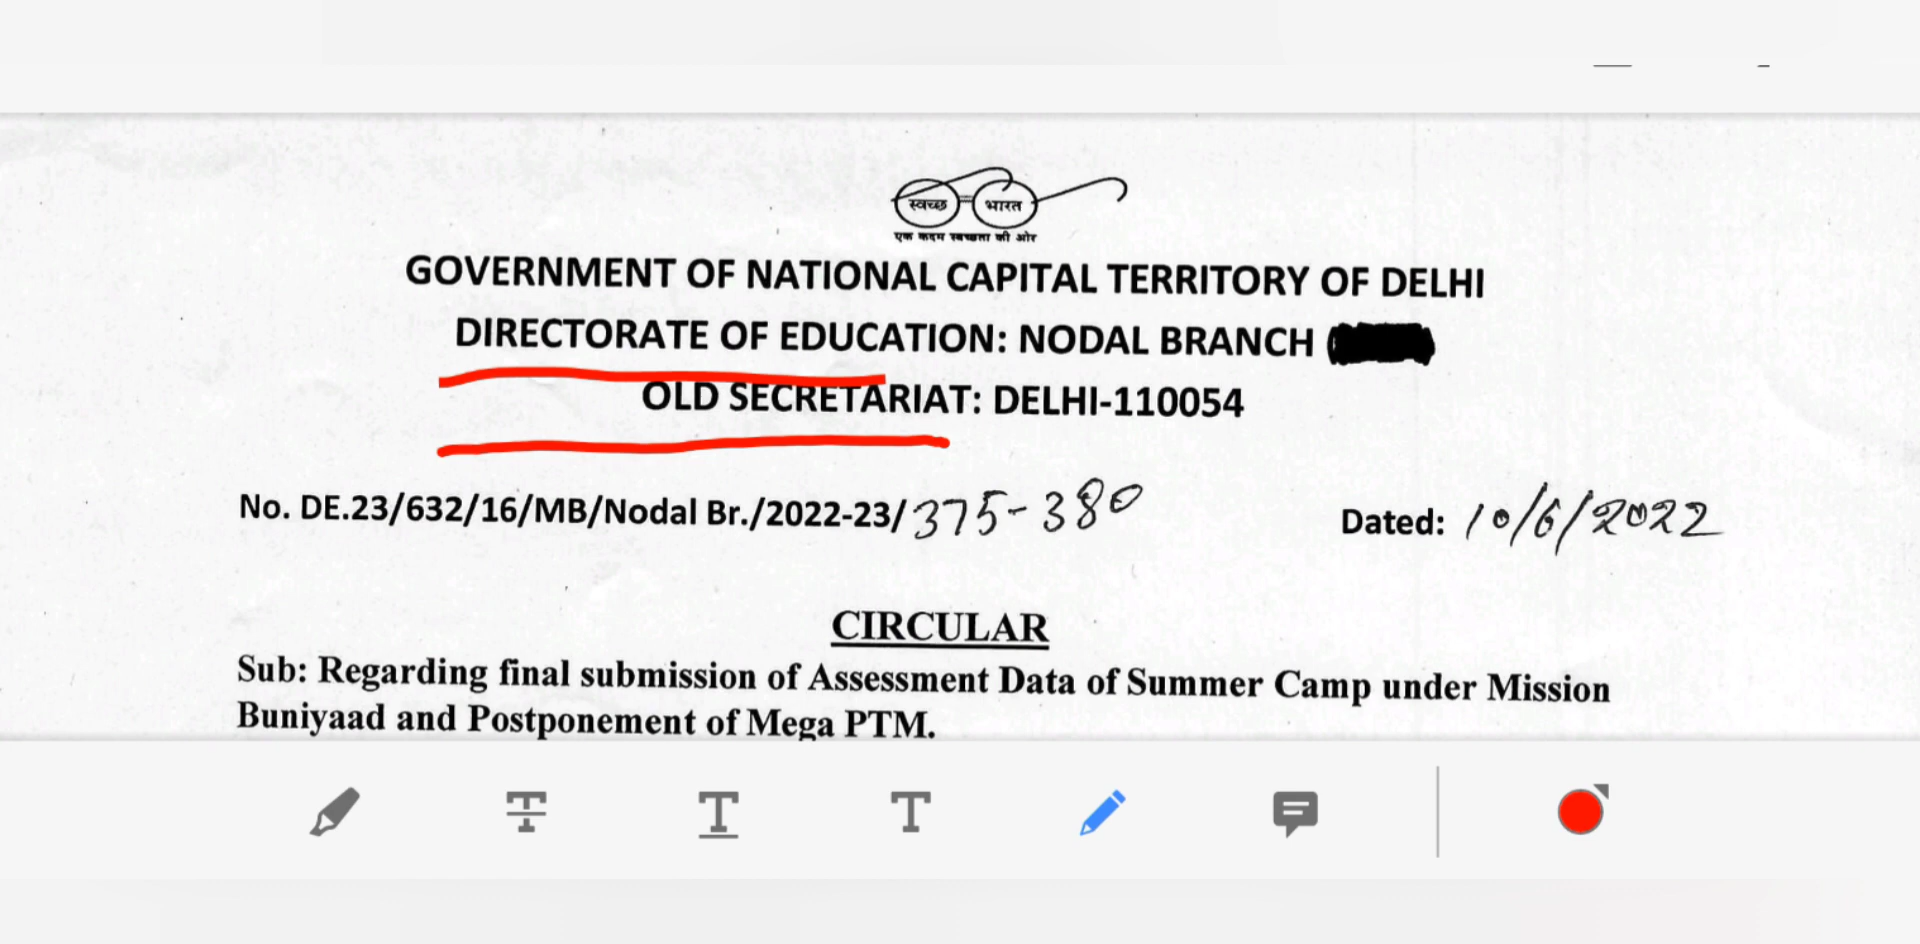 स्वच्छ भारत
एक कदम स्वच्छता की ओर
GOVERNMENT OF NATIONAL CAPITAL TERRITORY OF DELHI
DIRECTORATE OF EDUCATION: NODAL BRANCH
OLD SECRETARIAT: DELHI-110054
No. DE.23/632/16/MB/Nodal Br./2022-23/375-380 Dated: 10/6/2022
CIRCULAR
Sub: Regarding final submission of Assessment Data of Summer Camp under Mission
Buniyaad and Postponement of Mega PTM.